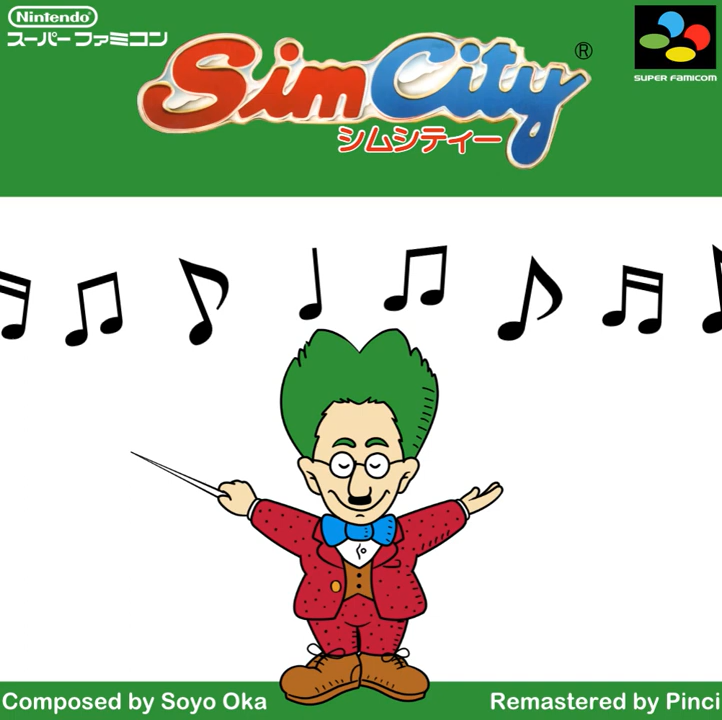 Nintendo®
スーパーファミコン
SimCity®
シムシティー
SUPER FAMICOM
Composed by Soyo Oka
Remastered by Pinci